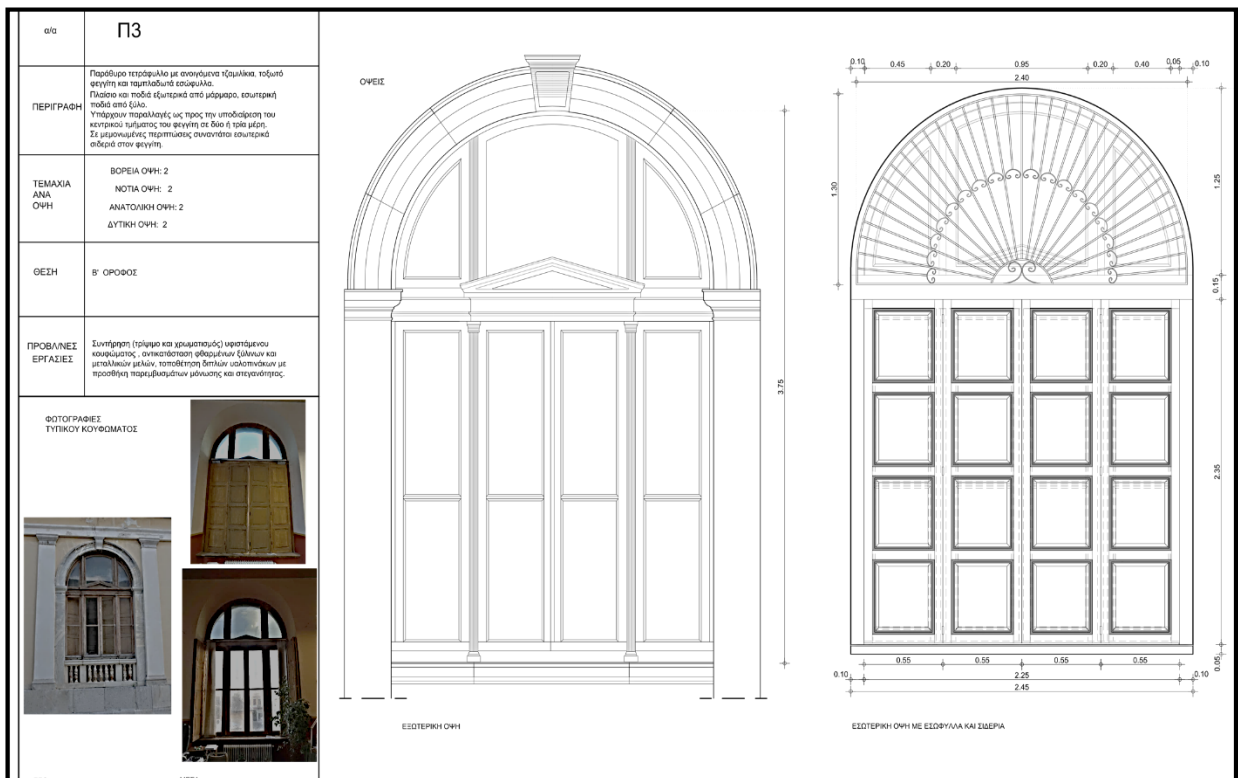 α/α
Π3
ΠΕΡΙΓΡΑΦΗ
Παράθυρο τετράφυλλο με ανοιγόμενα τζαμιλίκια, τοξωτό
φεγγίτη και ταμπλαδωτά εσώφυλλα.
Πλαίσιο και ποδιά εξωτερικά από μάρμαρο, εσωτερική
ποδιά από ξύλο.
Υπάρχουν παραλλαγές ως προς την υποδιαίρεση του
κεντρικού τμήματος του φεγγίτη σε δύο ή τρία μέρη.
Σε μεμονωμένες περιπτώσεις συναντάται εσωτερικά
σιδεριά στον φεγγίτη.
ΤΕΜΑΧΙΑ
ΑΝΑ
ΟΨΗ
ΒΟΡΕΙΑ ΟΨΗ: 2
ΝΟΤΙΑ ΟΨΗ: 2
ΑΝΑΤΟΛΙΚΗ ΟΨΗ: 2
ΔΥΤΙΚΗ ΟΨΗ: 2
ΘΕΣΗ
Β' ΟΡΟΦΟΣ
ΠΡΟΒΛ/ΝΕΣ
ΕΡΓΑΣΙΕΣ
Συντήρηση (τρίψιμο και χρωματισμός) υφιστάμενου
κουφώματος , αντικατάσταση φθαρμένων ξύλινων και
μεταλλικών μελών, τοποθέτηση διπλών υαλοπινάκων με
προσθήκη παρεμβυσμάτων μόνωσης και στεγανότητος.
ΦΩΤΟΓΡΑΦΙΕΣ
ΤΥΠΙΚΟΥ ΚΟΥΦΩΜΑΤΟΣ
ΟΨΕΙΣ
3.75
ΕΞΩΤΕΡΙΚΗ ΟΨΗ
0.10 0.45 0.20 0.95 0.20 0.40 0.05 0.10
2.40
1.30
1.25
0.15
2.35
0.05
0.55 0.55 0.55 0.55
0.10 2.25 0.10
2.45
ΕΣΩΤΕΡΙΚΗ ΟΨΗ ΜΕ ΕΣΩΦΥΛΛΑ ΚΑΙ ΣΙΔΕΡΙΑ